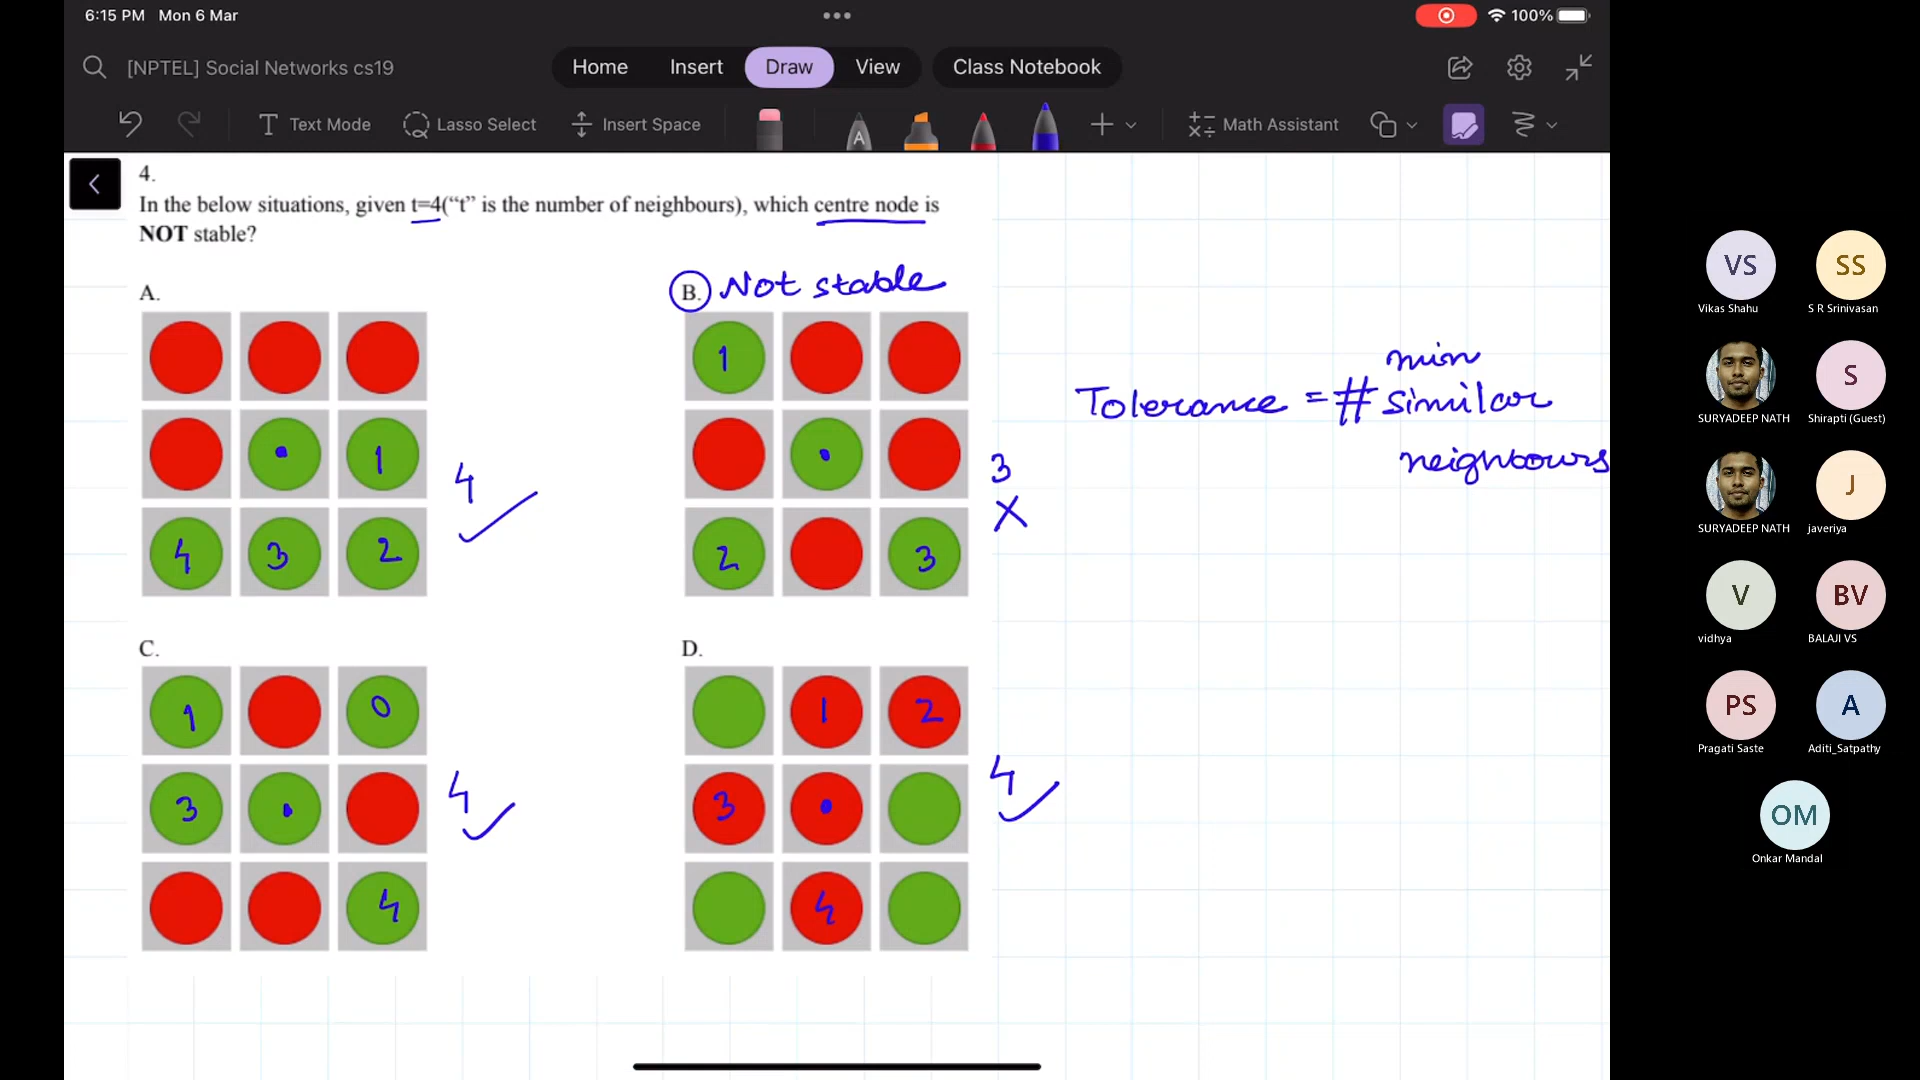 6:15 PM Mon 6 Mar
100%
[NPTEL] Social Networks cs19
Home Insert Draw View Class Notebook
Text Mode Lasso Select Insert Space A Math Assistant
4.
In the below situations, given t=4("t" is the number of neighbours), which centre node is
NOT stable?
A.
1
4 3 2
4
B. Not stable
1
2 3
3
X
Tolerance = # min
similar
neighbours
C.
1 0
3
4
4
D.
1 2
3
4
4
VS SS
Vikas Shahu S R Srinivasan
S
SURYADEEP NATH Shirapti (Guest)
J
SURYADEEP NATH javeriya
V BV
vidhya BALAJI VS
PS A
Pragati Saste Aditi_Satpathy
OM
Onkar Mandal